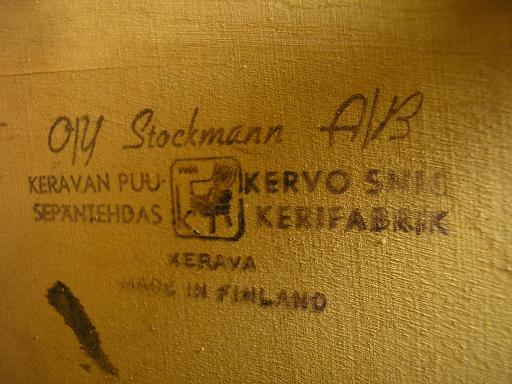 O/Y Stockmann A/B
KERAVAN PUU- KERVO SNIC
SEPÄNTEHDAS KERIFABRIK
KERAVA
MADE IN FINLAND